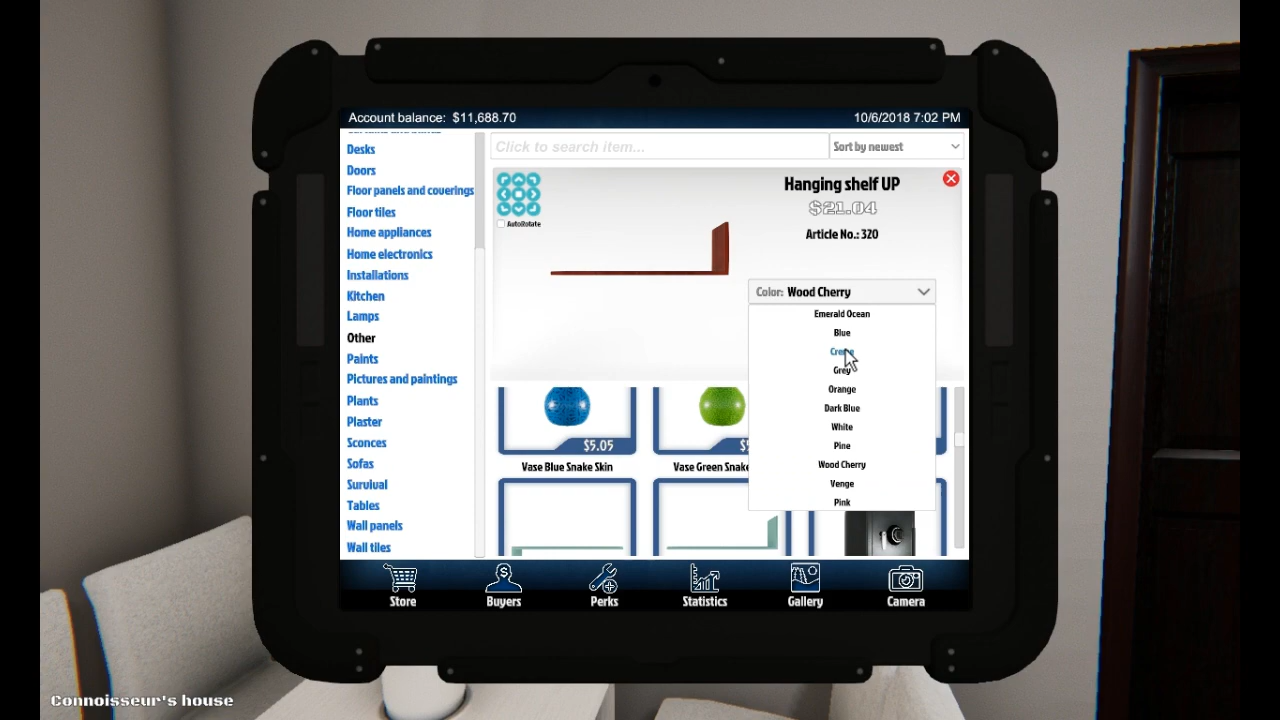 Account balance: $11,688.70
10/6/2018 7:02 PM
Desks
Doors
Floor panels and coverings
Floor tiles
Home appliances
Home electronics
Installations
Kitchen
Lamps
Other
Paints
Pictures and paintings
Plants
Plaster
Sconces
Sofas
Survival
Tables
Wall panels
Wall tiles
Click to search item...
Sort by newest
AutoRotate
Hanging shelf UP
$21.04
Article No.: 320
Color: Wood Cherry
Emerald Ocean
Blue
Grey
Orange
Dark Blue
White
Pine
Wood Cherry
Venge
Pink
$5.05
Vase Blue Snake Skin
Vase Green Snake
Store
Buyers
Perks
Statistics
Gallery
Camera
Connoisseur's house